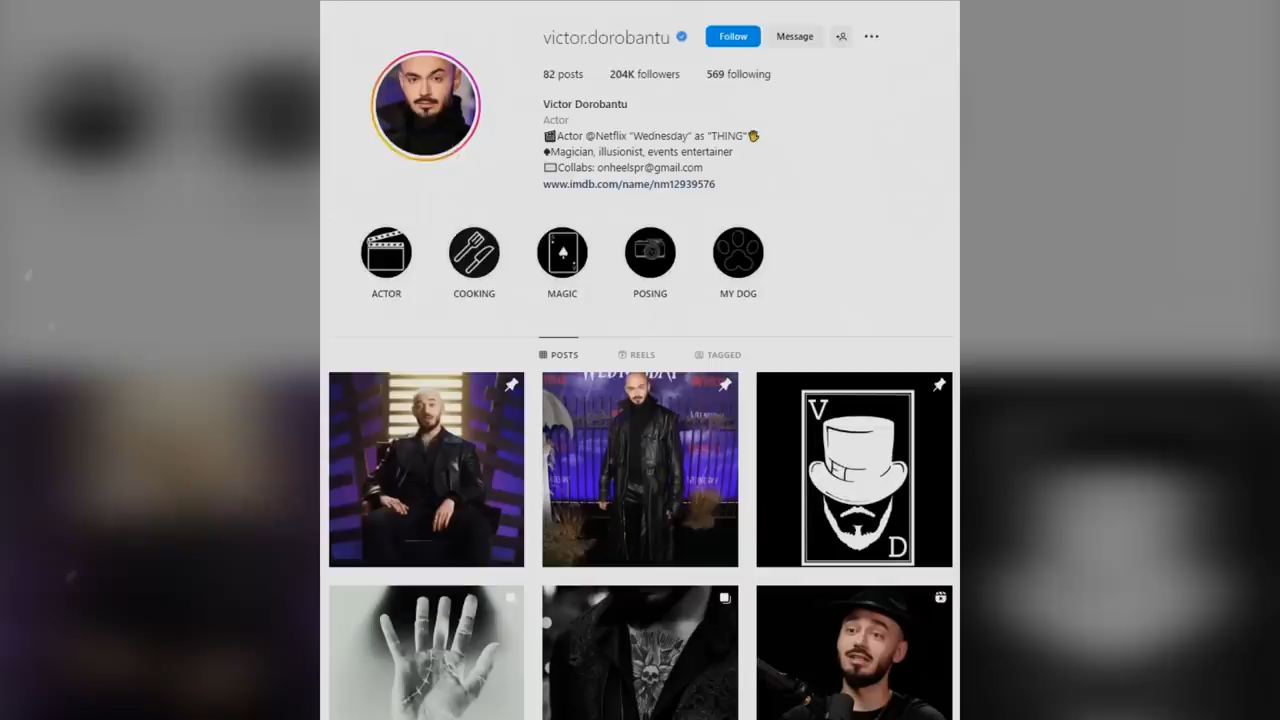 victor.dorobantu Follow Message
82 posts 204K followers 569 following
Victor Dorobantu
Actor
Actor @Netflix "Wednesday" as "THING"
Magician, illusionist, events entertainer
Collabs: onheelspr@gmail.com
www.imdb.com/name/nm12939576
ACTOR COOKING MAGIC POSING MY DOG
POSTS REELS TAGGED
WEDNESDAY
V
D